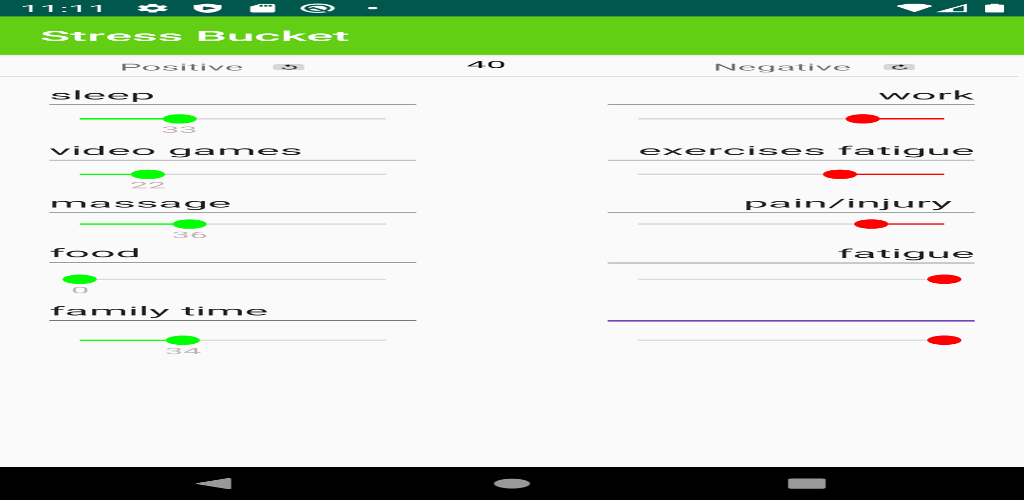 11:11
Stress Bucket
Positive 40 Negative
sleep work
33
video games exercises fatigue
22
massage pain/injury
36
food fatigue
0
family time
34